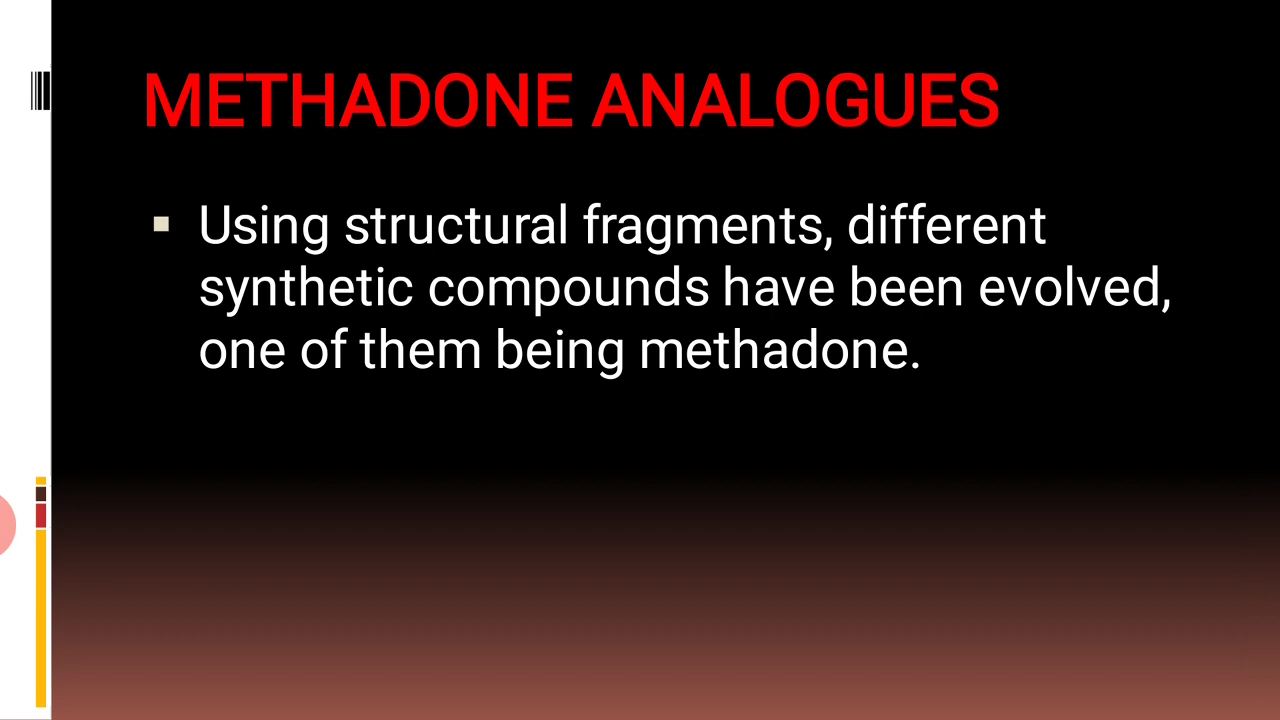 METHADONE ANALOGUES
Using structural fragments, different
synthetic compounds have been evolved,
one of them being methadone.